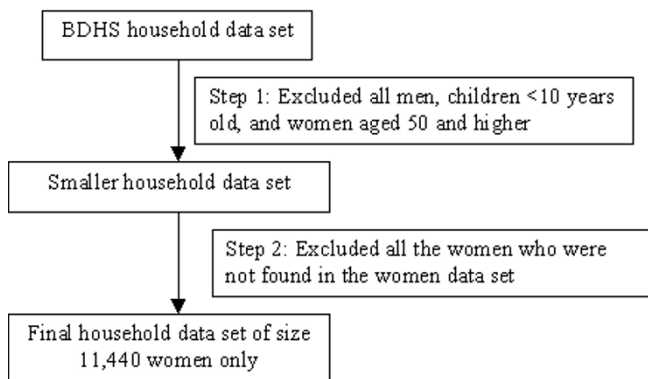 BDHS household data set
Step 1: Excluded all men, children <10 years
old, and women aged 50 and higher
Smaller household data set
Step 2: Excluded all the women who were
not found in the women data set
Final household data set of size
11,440 women only